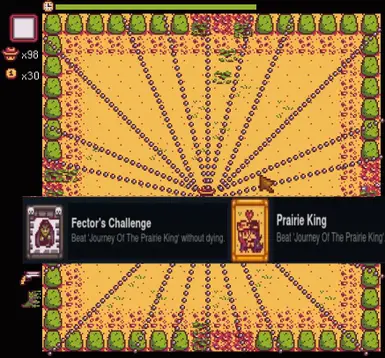 x98
x30
Fector's Challenge
Beat 'Journey Of The Prairie King' without dying.
Prairie King
Beat 'Journey Of The Prairie King'